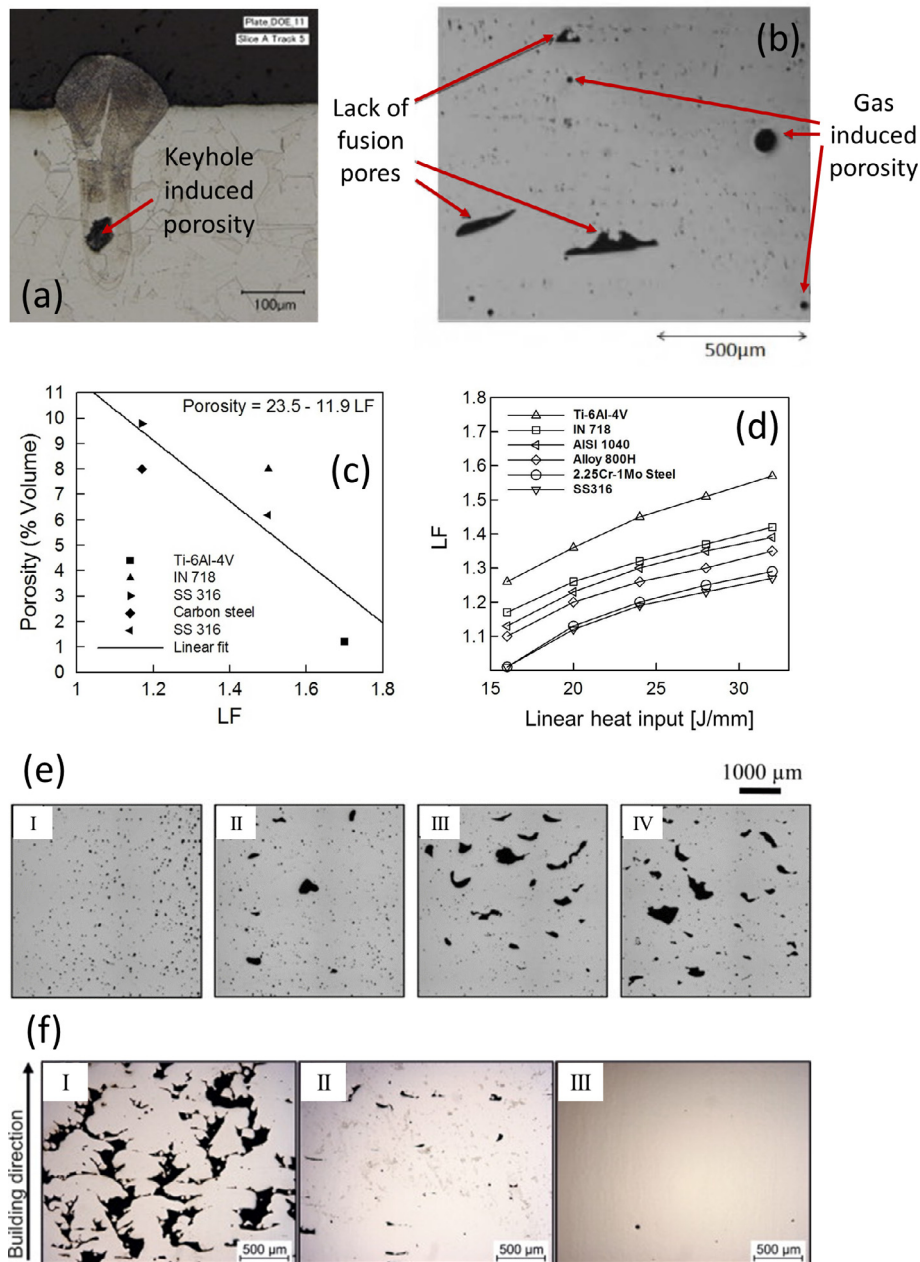 Plate_DOE_11
Slice A Track 5
Keyhole
induced
porosity
(a)
100μm
(b)
Lack of
fusion
pores
Gas
induced
porosity
500μm
11
10
9
8
7
6
5
4
3
2
1
0
Porosity (% Volume)
Porosity = 23.5 - 11.9 LF
(c)
Ti-6Al-4V
IN 718
SS 316
Carbon steel
SS 316
Linear fit
1
1.2
1.4
1.6
1.8
LF
1.8
1.7
1.6
1.5
1.4
1.3
1.2
1.1
LF
Ti-6Al-4V
IN 718
AISI 1040
Alloy 800H
2.25Cr-1Mo Steel
SS316
(d)
15
20
25
30
Linear heat input [J/mm]
(e)
1000 μm
I
II
III
IV
(f)
Building direction
I
500 μm
II
500 μm
III
500 μm